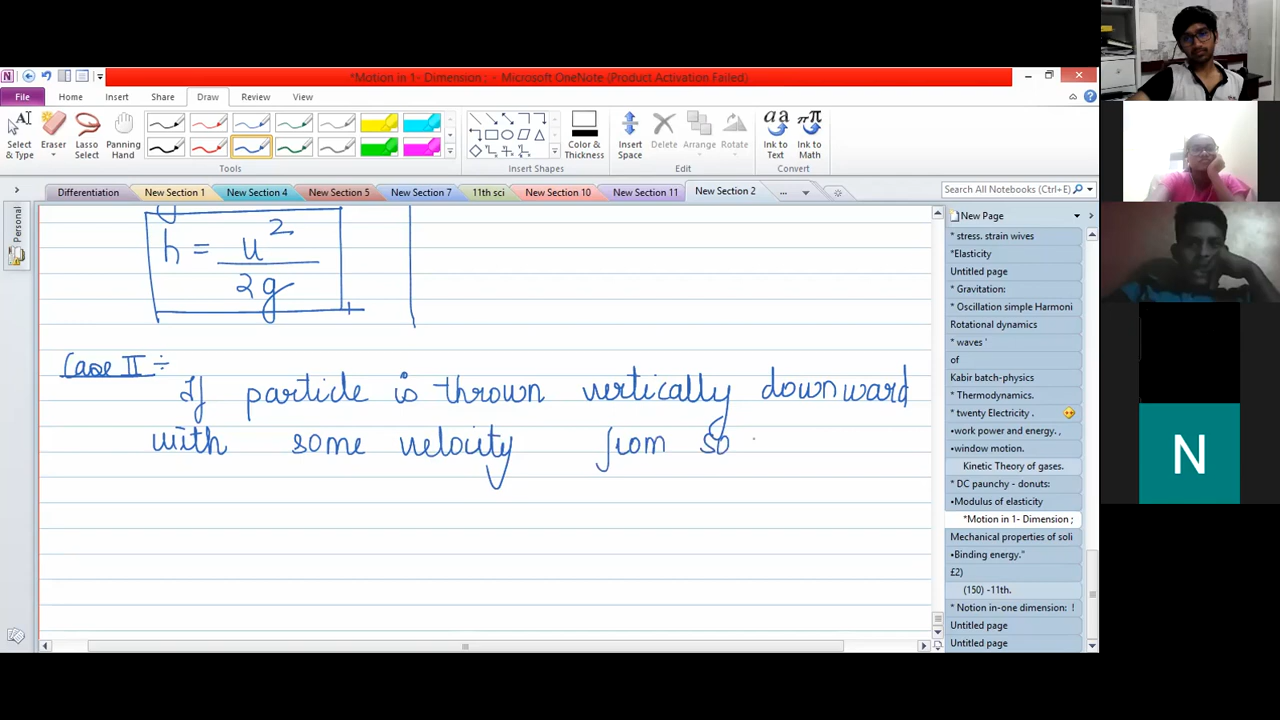 *Motion in 1- Dimension ; - Microsoft OneNote (Product Activation Failed)
File Home Insert Share Draw Review View
Select & Type
Eraser
Lasso Select
Panning Hand
Color & Thickness
Insert Space
Delete
Arrange
Rotate
Ink to Text
Ink to Math
Tools
Insert Shapes
Edit
Convert
Differentiation New Section 1 New Section 4 New Section 5 New Section 7 11th sci New Section 10 New Section 11 New Section 2 ...
Search All Notebooks (Ctrl+E)
Personal
h = u²/2g
Case II ÷
If particle is thrown vertically downward
with some velocity from so
New Page
* stress. strain wives
*Elasticity
Untitled page
* Gravitation:
* Oscillation simple Harmoni
Rotational dynamics
* waves '
of
Kabir batch-physics
* Thermodynamics.
* twenty Electricity .
•work power and energy. ,
•window motion.
Kinetic Theory of gases.
* DC paunchy - donuts:
•Modulus of elasticity
*Motion in 1- Dimension ;
Mechanical properties of soli
•Binding energy."
£2)
(150) -11th.
* Notion in-one dimension: !
Untitled page
Untitled page
N